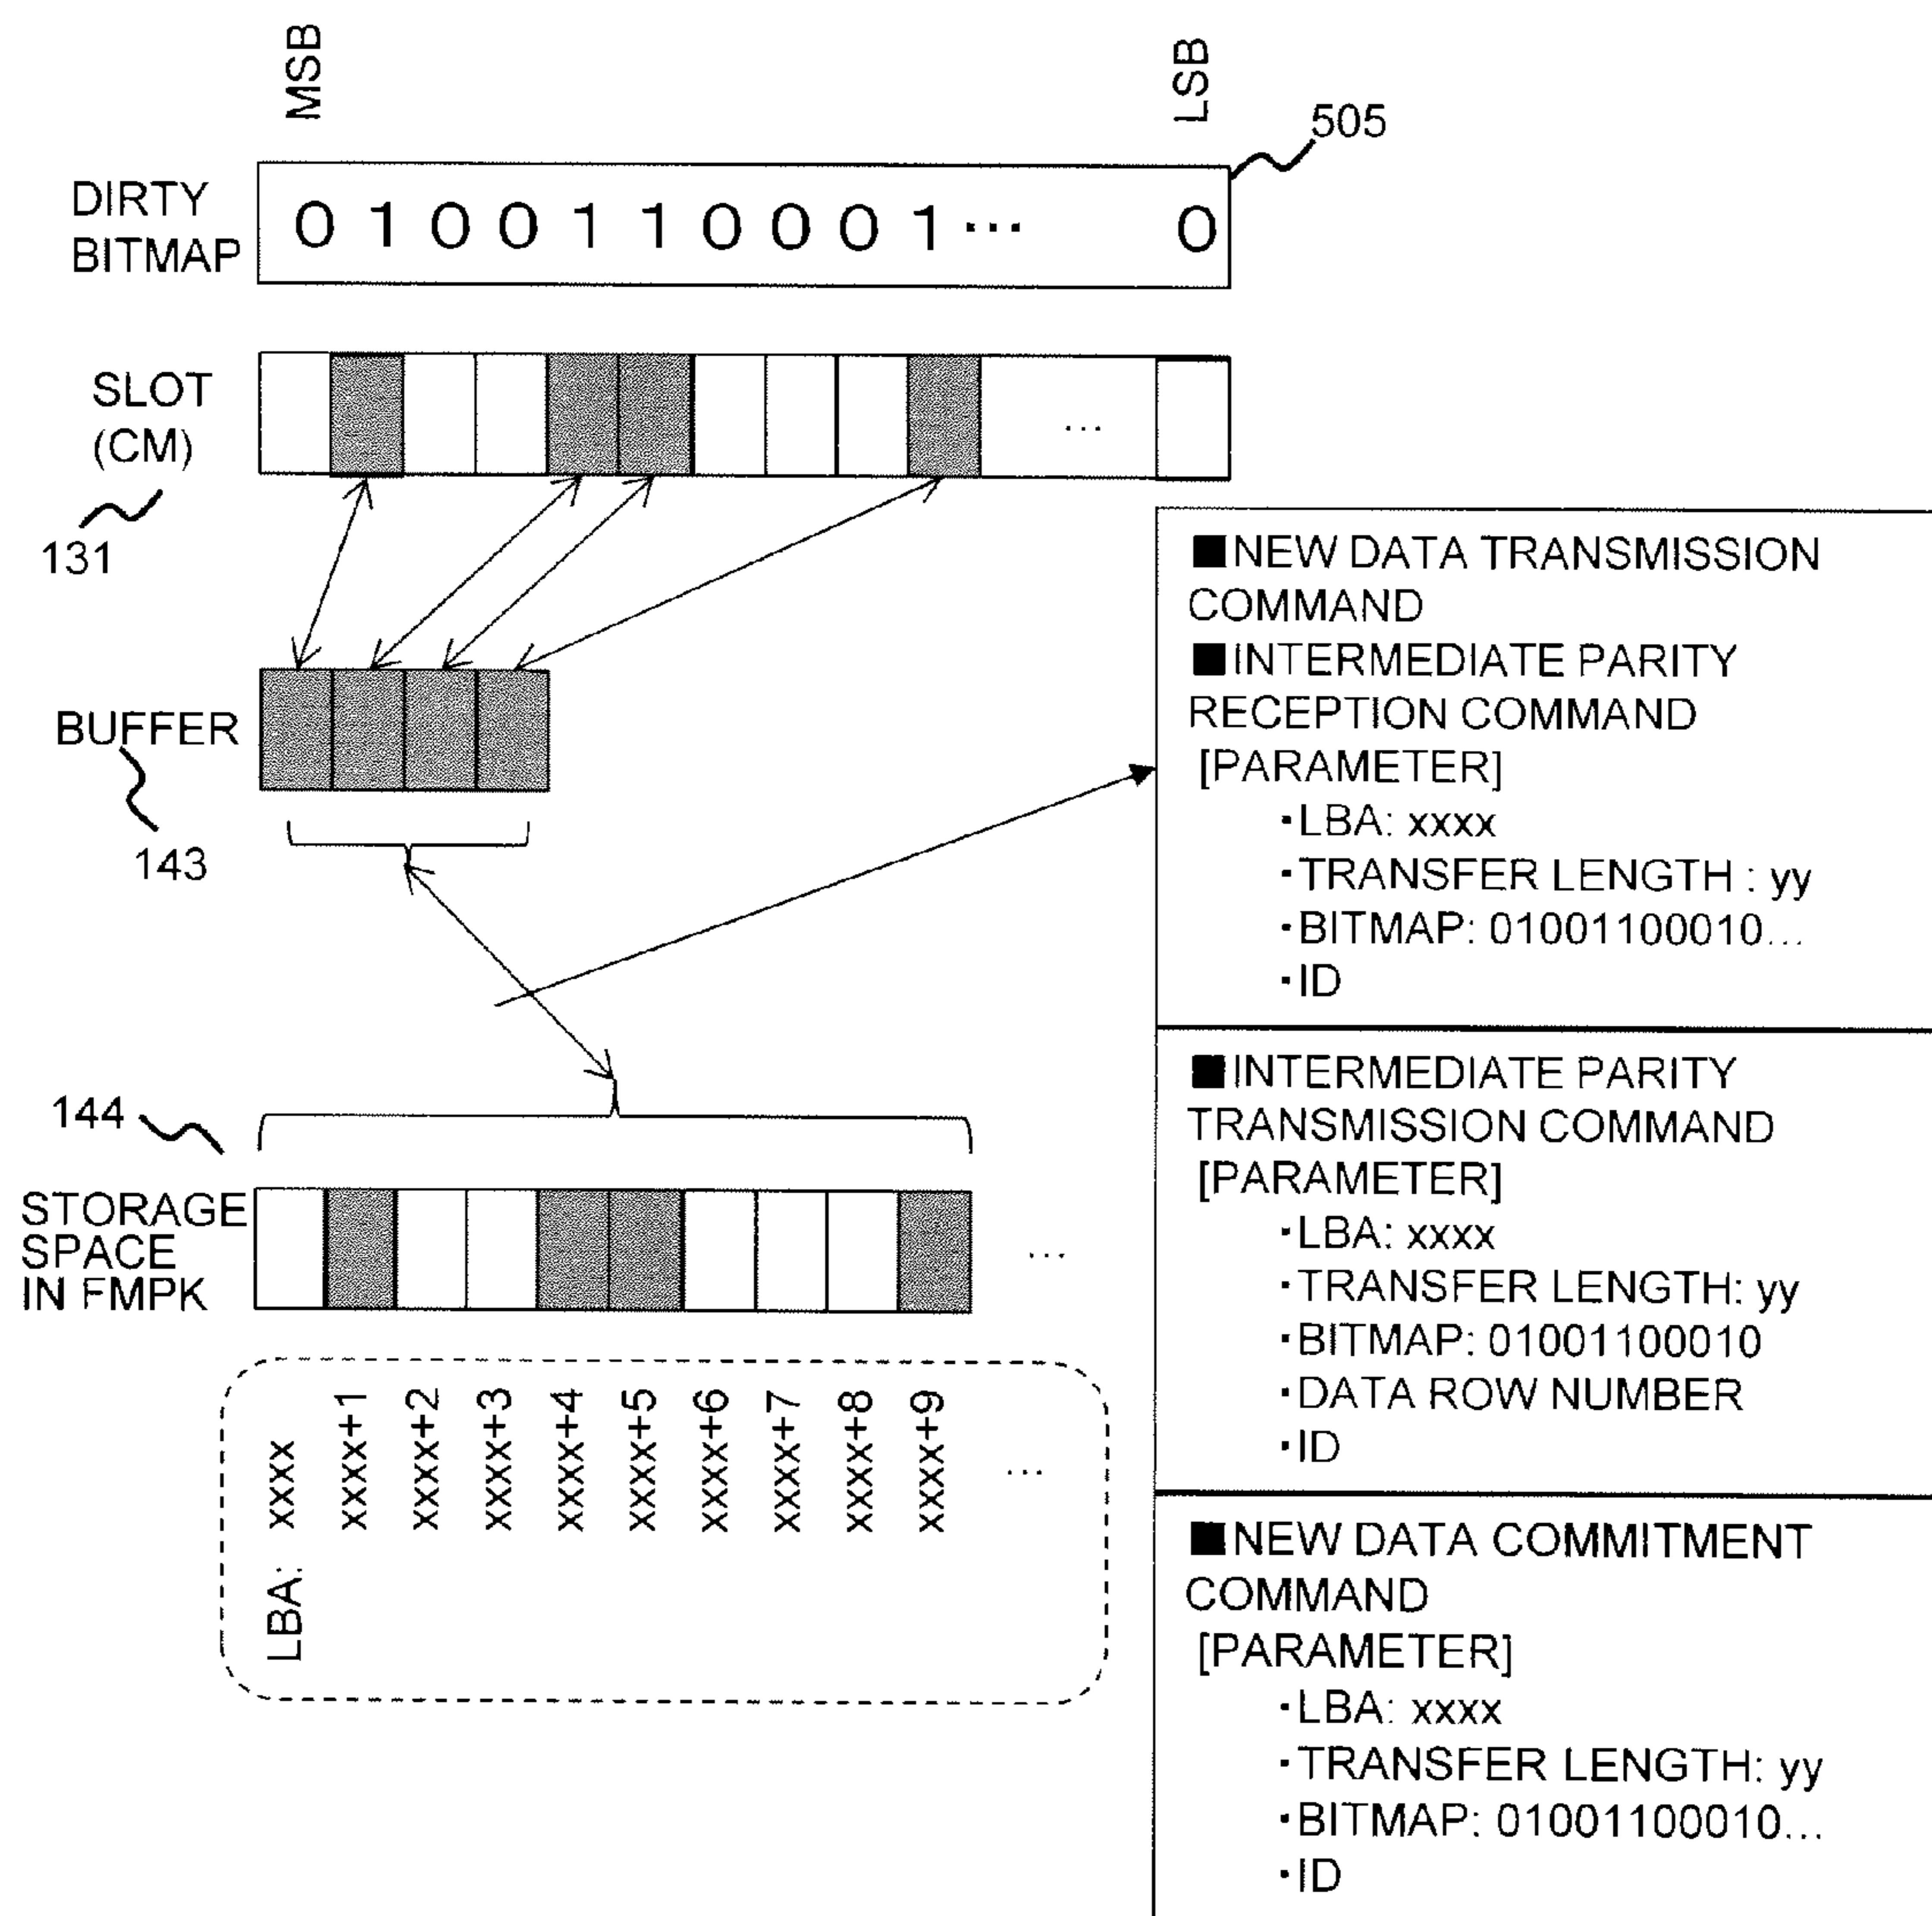 MSB
LSB
505
DIRTY
BITMAP
0 1 0 0 1 1 0 0 0 1 ... 0
SLOT
(CM)
...
131
BUFFER
143
144
STORAGE
SPACE
IN FMPK
...
LBA: xxxx
xxxx+1
xxxx+2
xxxx+3
xxxx+4
xxxx+5
xxxx+6
xxxx+7
xxxx+8
xxxx+9
...
■NEW DATA TRANSMISSION
COMMAND
■INTERMEDIATE PARITY
RECEPTION COMMAND
[PARAMETER]
・LBA: xxxx
・TRANSFER LENGTH : yy
・BITMAP: 01001100010...
・ID
■INTERMEDIATE PARITY
TRANSMISSION COMMAND
[PARAMETER]
・LBA: xxxx
・TRANSFER LENGTH: yy
・BITMAP: 01001100010
・DATA ROW NUMBER
・ID
■NEW DATA COMMITMENT
COMMAND
[PARAMETER]
・LBA: xxxx
・TRANSFER LENGTH: yy
・BITMAP: 01001100010...
・ID